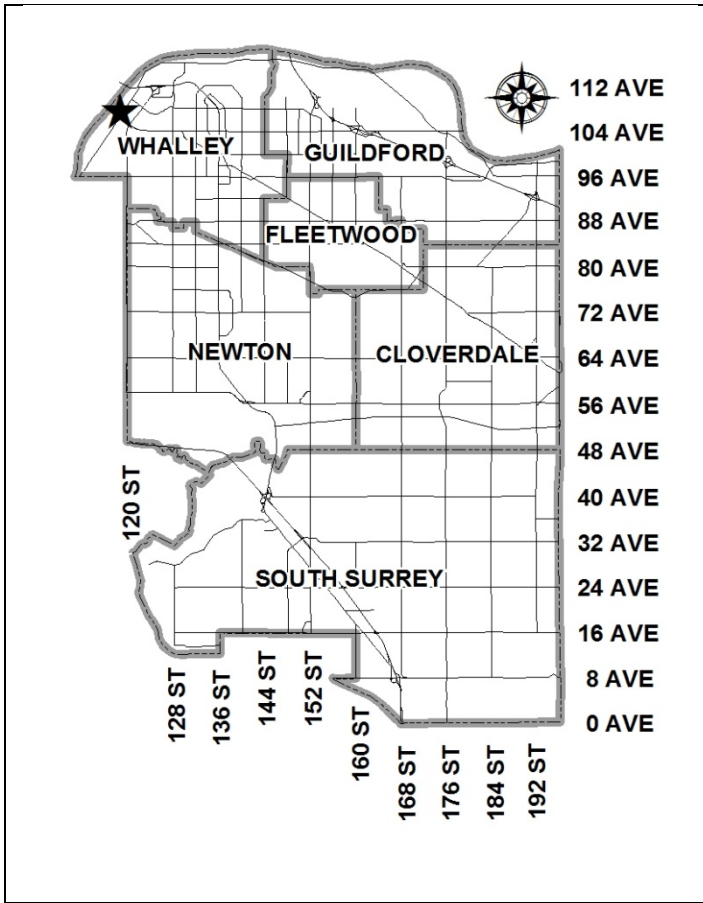 112 AVE
104 AVE
WHALLEY
GUILDFORD
96 AVE
88 AVE
FLEETWOOD
80 AVE
72 AVE
NEWTON
CLOVERDALE
64 AVE
56 AVE
48 AVE
120 ST
40 AVE
32 AVE
SOUTH SURREY
24 AVE
16 AVE
8 AVE
0 AVE
128 ST
136 ST
144 ST
152 ST
160 ST
168 ST
176 ST
184 ST
192 ST